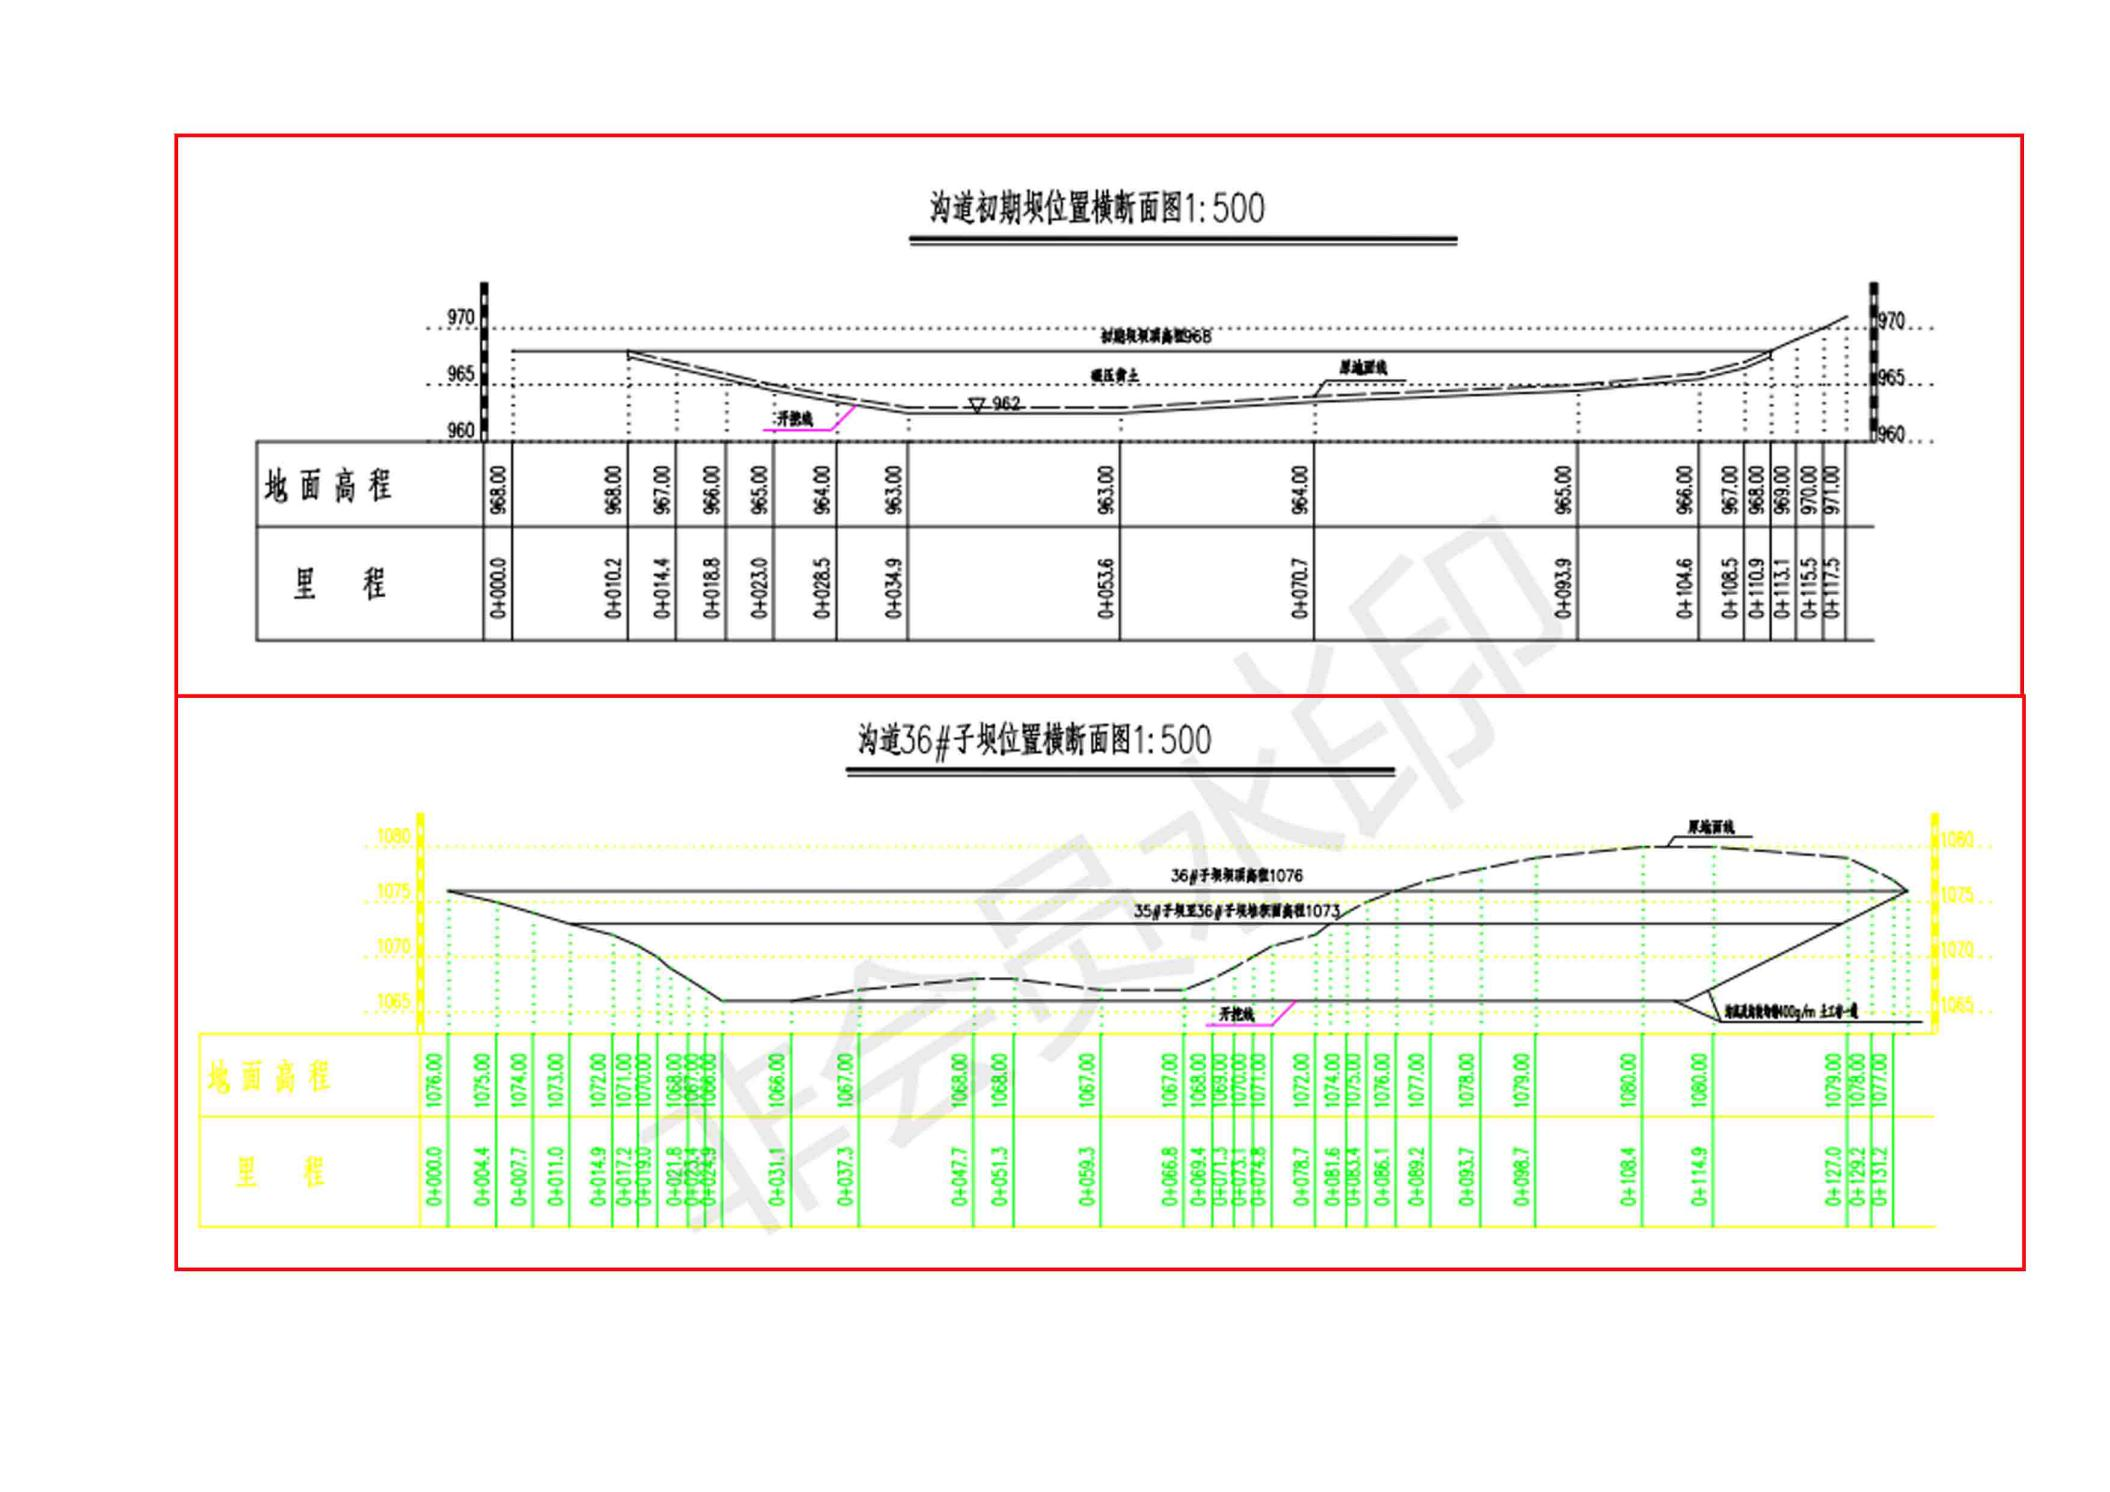 沟道初期坝位置横断面图1:500
970
初期坝坝顶高程968
970
965
碾压黄土
原地面线
965
962
开挖线
960
960
地面高程 968.00 968.00 967.00 966.00 965.00 964.00 963.00 963.00 964.00 965.00 966.00 967.00 968.00 969.00 970.00 971.00
里程 0+000.0 0+010.2 0+014.4 0+018.8 0+023.0 0+028.5 0+034.9 0+053.6 0+070.7 0+093.9 0+104.6 0+108.5 0+110.9 0+113.1 0+115.5 0+117.5
沟道36#子坝位置横断面图1:500
1080
原地面线
1080
36#子坝坝顶高程1076
1075
1075
35#子坝至36#子坝堆积面高程1073
1070
1070
1065
开挖线
400g/m 土工布一道
1065
地面高程 1076.00 1075.00 1074.00 1073.00 1072.00 1071.00 1070.00 1068.00 1067.00 1066.00 1066.00 1067.00 1068.00 1068.00 1067.00 1067.00 1068.00 1069.00 1070.00 1071.00 1072.00 1074.00 1075.00 1076.00 1077.00 1078.00 1079.00 1080.00 1080.00 1079.00 1078.00 1077.00
里程 0+000.0 0+004.4 0+007.7 0+011.0 0+014.9 0+017.2 0+019.0 0+021.8 0+023.4 0+024.9 0+031.1 0+037.3 0+047.7 0+051.3 0+059.3 0+066.8 0+069.4 0+071.3 0+073.1 0+074.8 0+078.7 0+081.6 0+083.4 0+086.1 0+089.2 0+093.7 0+098.7 0+108.4 0+114.9 0+127.0 0+129.2 0+131.2
非会员水印